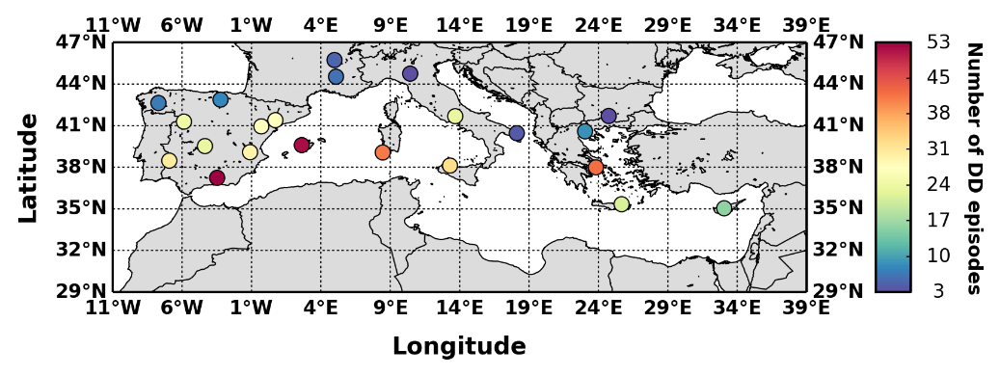 11°W 6°W 1°W 4°E 9°E 14°E 19°E 24°E 29°E 34°E 39°E
47°N 47°N 53
44°N 44°N 45
41°N 41°N 38
38°N 38°N 31
35°N 35°N 24
32°N 32°N 17
29°N 29°N 10
3
11°W 6°W 1°W 4°E 9°E 14°E 19°E 24°E 29°E 34°E 39°E
Latitude
Longitude
Number of DD episodes